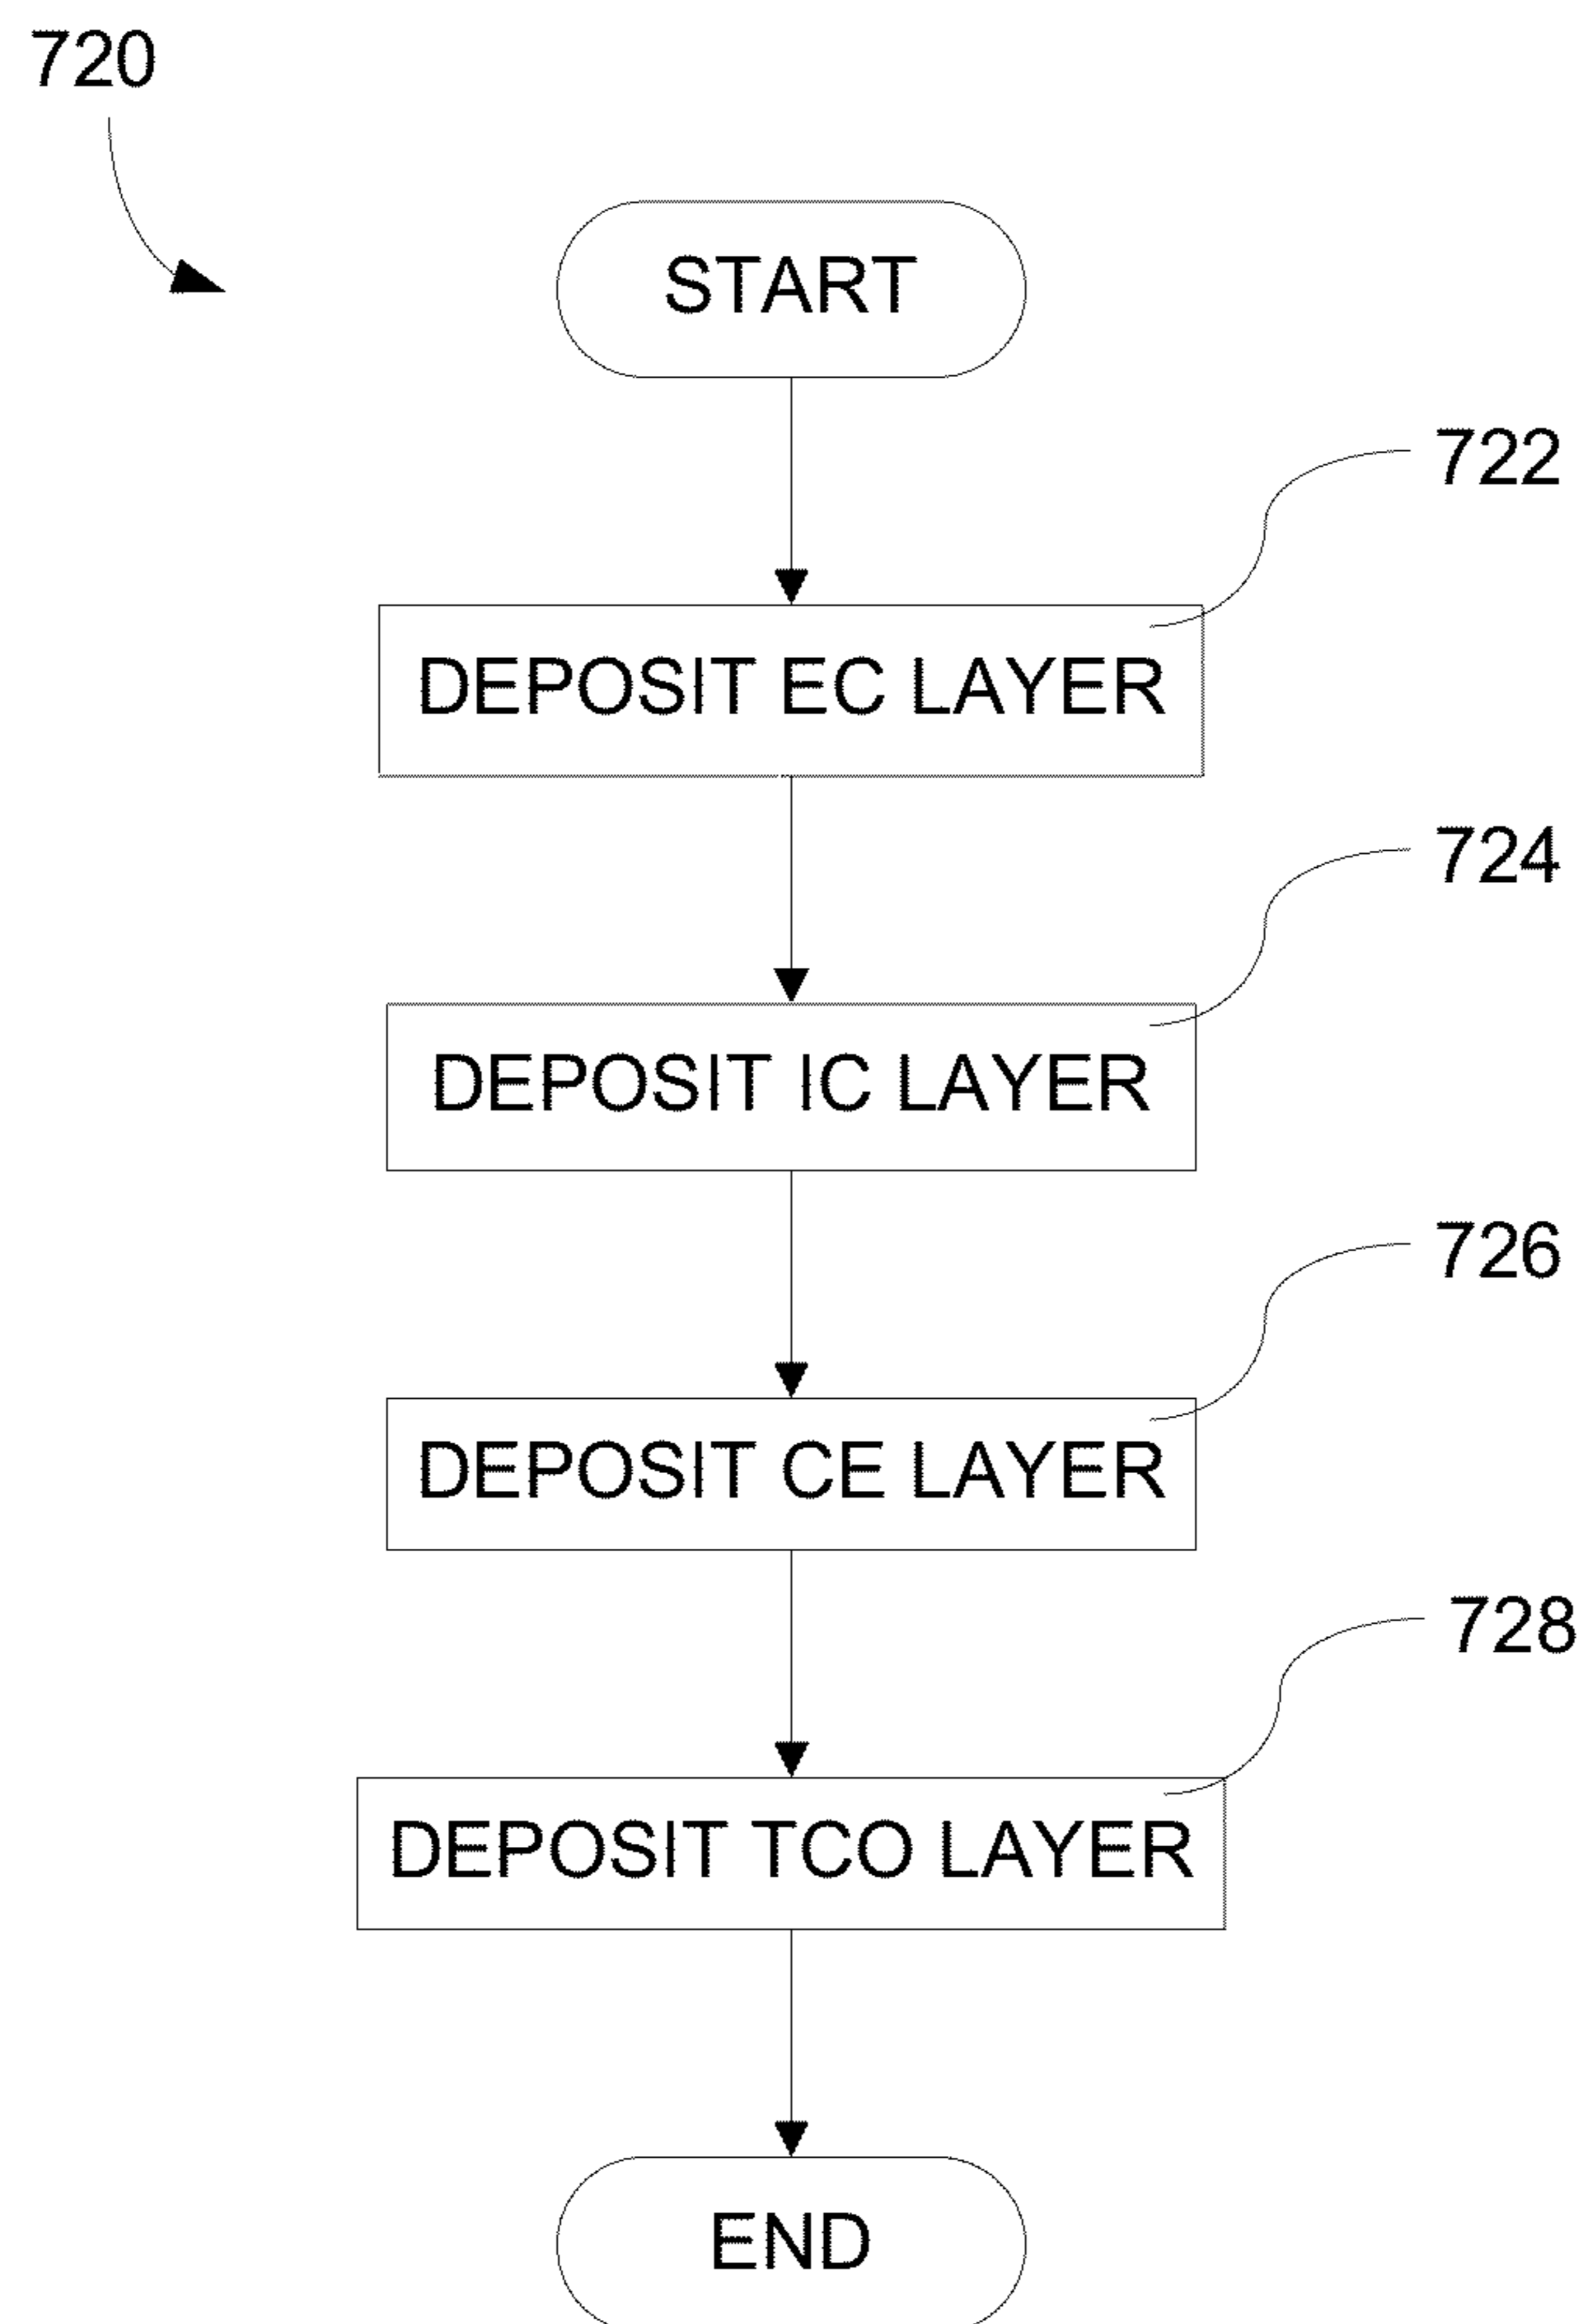 720
START
722
DEPOSIT EC LAYER
724
DEPOSIT IC LAYER
726
DEPOSIT CE LAYER
728
DEPOSIT TCO LAYER
END